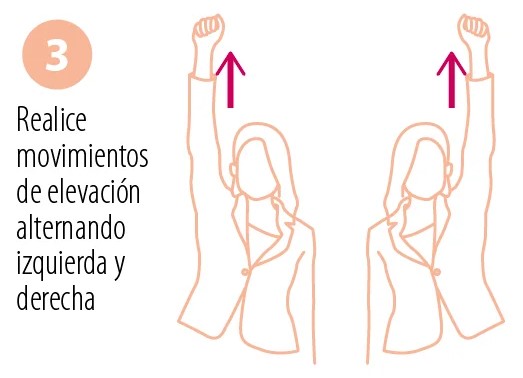 3
Realice
movimientos
de elevación
alternando
izquierda y
derecha